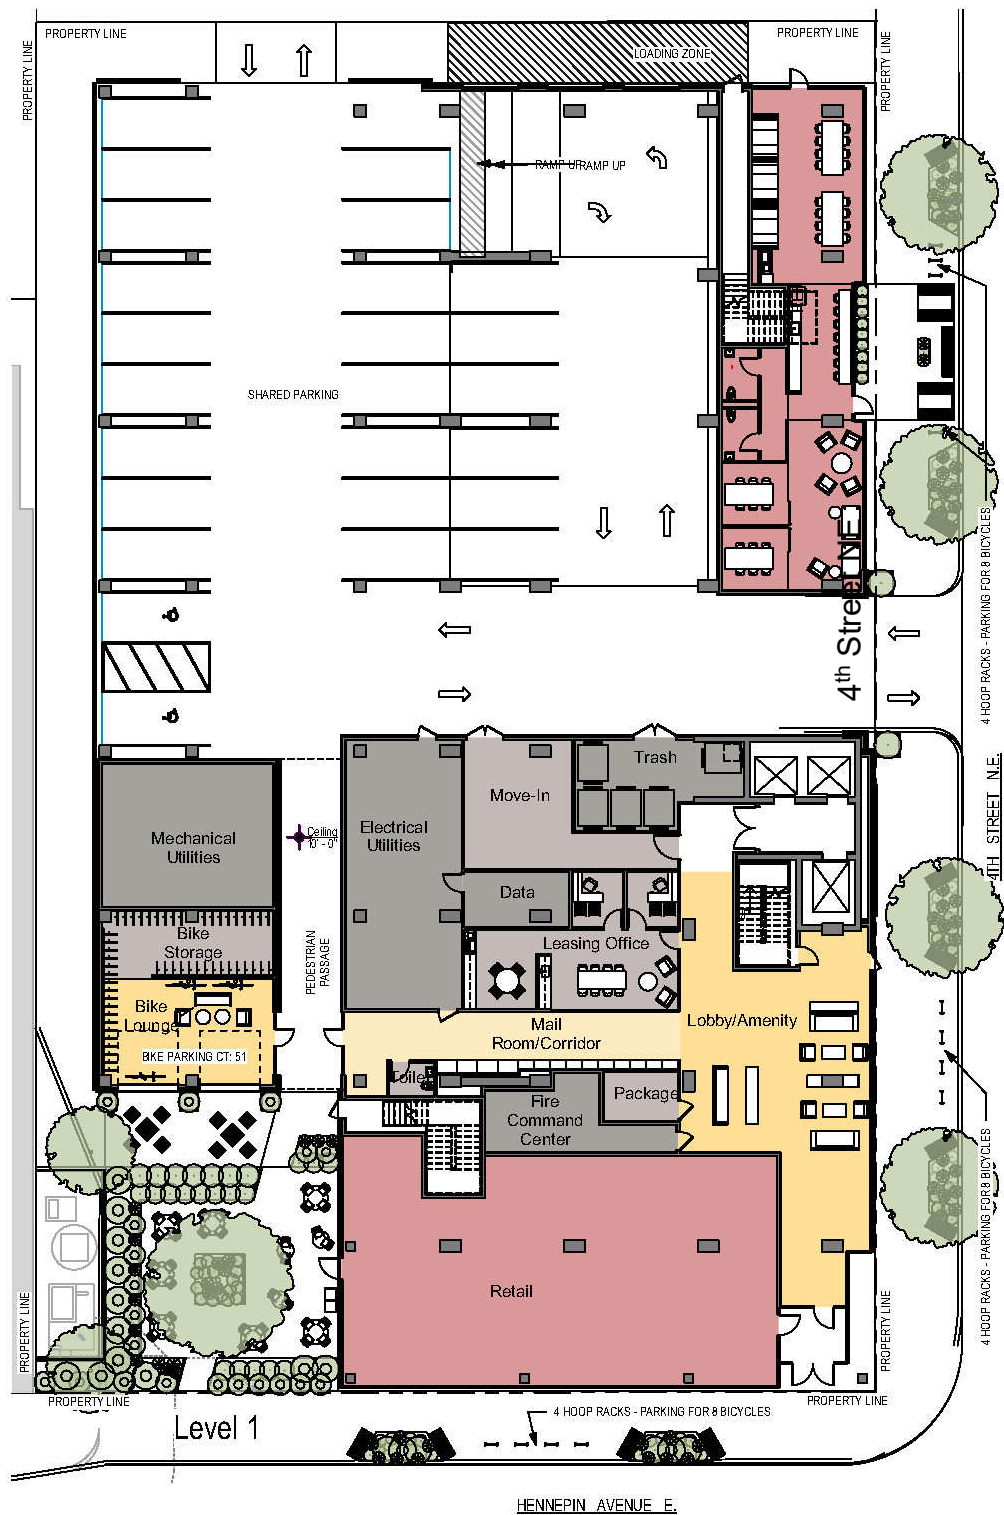 PROPERTY LINE
PROPERTY LINE
PROPERTY LINE
PROPERTY LINE
LOADING ZONE
RAMP UP
RAMP UP
SHARED PARKING
4 HOOP RACKS - PARKING FOR 8 BICYCLES
4th Street NE
4TH STREET N.E.
Trash
Move-In
Mechanical
Utilities
Ceiling
10' - 0"
Electrical
Utilities
Data
Bike
Storage
PEDESTRIAN
PASSAGE
Leasing Office
Bike
Lounge
BIKE PARKING CT: 51
Mail
Room/Corridor
Lobby/Amenity
Toilet
Package
Fire
Command
Center
4 HOOP RACKS - PARKING FOR 8 BICYCLES
Retail
PROPERTY LINE
PROPERTY LINE
PROPERTY LINE
PROPERTY LINE
Level 1
4 HOOP RACKS - PARKING FOR 8 BICYCLES
HENNEPIN AVENUE E.